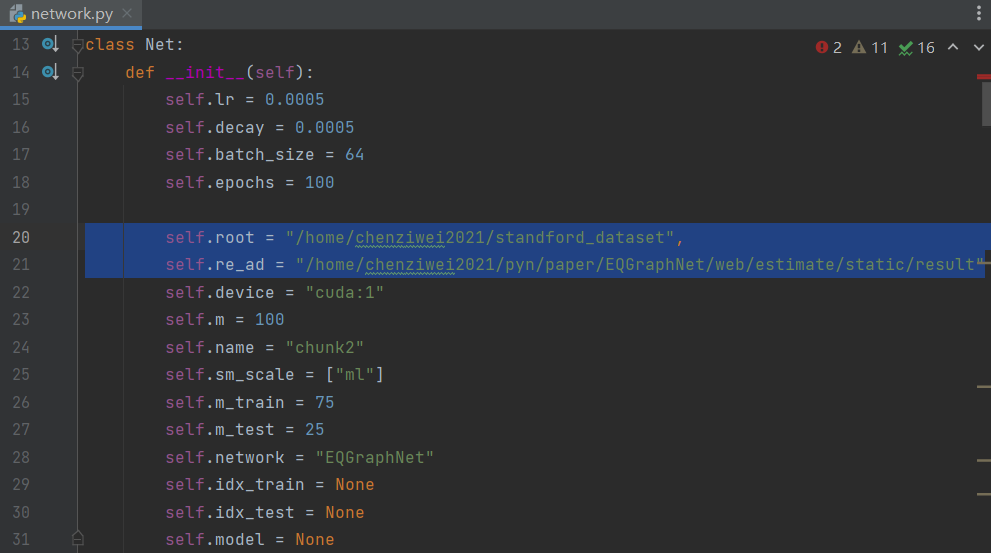 network.py
13 class Net:
2 11 16
14 def __init__(self):
15 self.lr = 0.0005
16 self.decay = 0.0005
17 self.batch_size = 64
18 self.epochs = 100
19
20 self.root = "/home/chenziwei2021/standford_dataset",
21 self.re_ad = "/home/chenziwei2021/pyn/paper/EQGraphNet/web/estimate/static/result"
22 self.device = "cuda:1"
23 self.m = 100
24 self.name = "chunk2"
25 self.sm_scale = ["ml"]
26 self.m_train = 75
27 self.m_test = 25
28 self.network = "EQGraphNet"
29 self.idx_train = None
30 self.idx_test = None
31 self.model = None